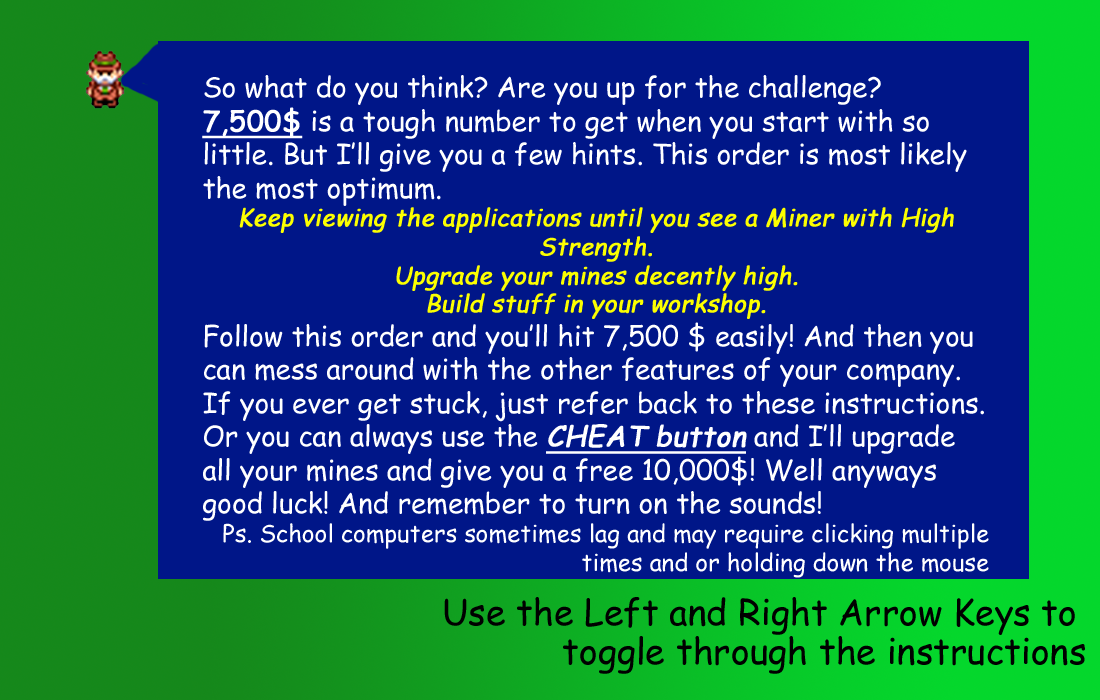 So what do you think? Are you up for the challenge?
7,500$ is a tough number to get when you start with so
little. But I'll give you a few hints. This order is most likely
the most optimum.
Keep viewing the applications until you see a Miner with High
Strength.
Upgrade your mines decently high.
Build stuff in your workshop.
Follow this order and you'll hit 7,500 $ easily! And then you
can mess around with the other features of your company.
If you ever get stuck, just refer back to these instructions.
Or you can always use the CHEAT button and I'll upgrade
all your mines and give you a free 10,000$! Well anyways
good luck! And remember to turn on the sounds!
Ps. School computers sometimes lag and may require clicking multiple
times and or holding down the mouse
Use the Left and Right Arrow Keys to
toggle through the instructions